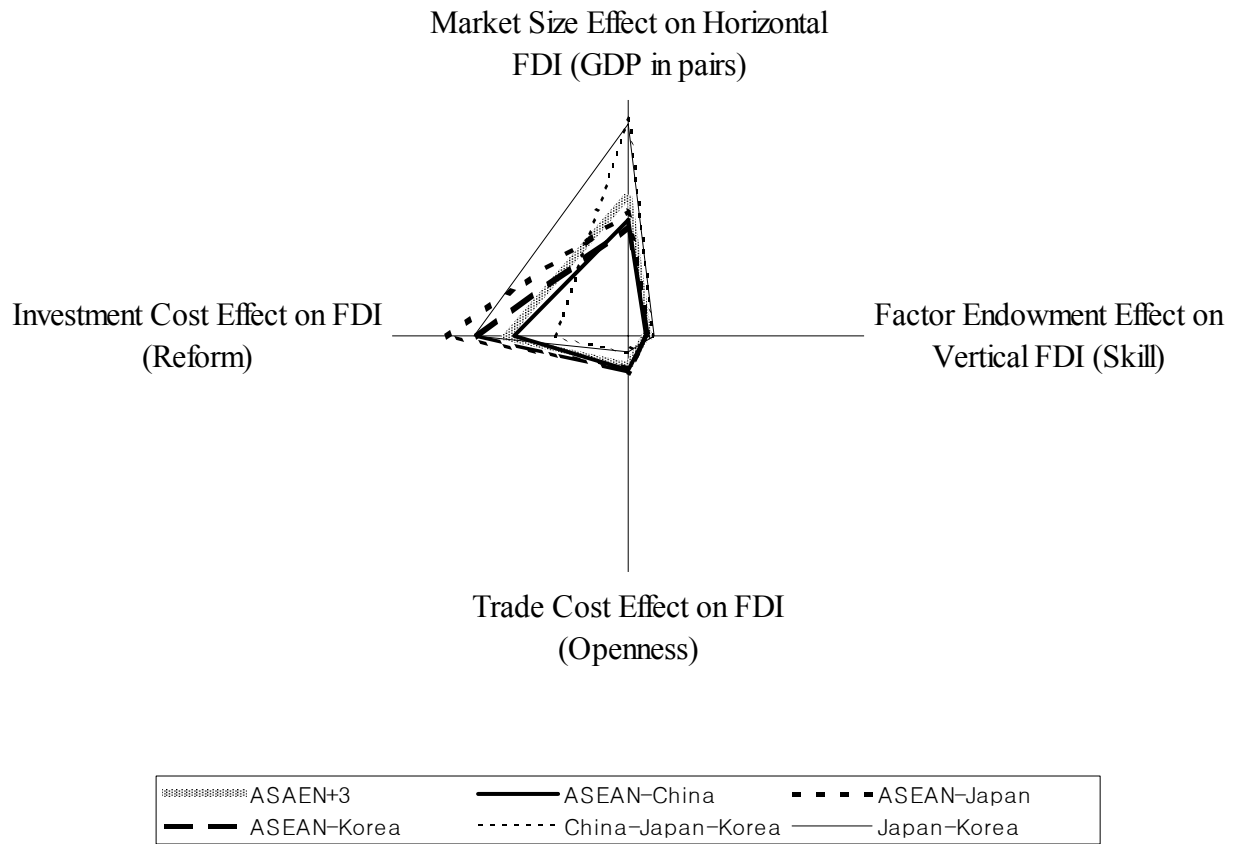 Market Size Effect on Horizontal
FDI (GDP in pairs)
Investment Cost Effect on FDI
(Reform)
Factor Endowment Effect on
Vertical FDI (Skill)
Trade Cost Effect on FDI
(Openness)
ASAEN+3
ASEAN-China
ASEAN-Japan
ASEAN-Korea
China-Japan-Korea
Japan-Korea